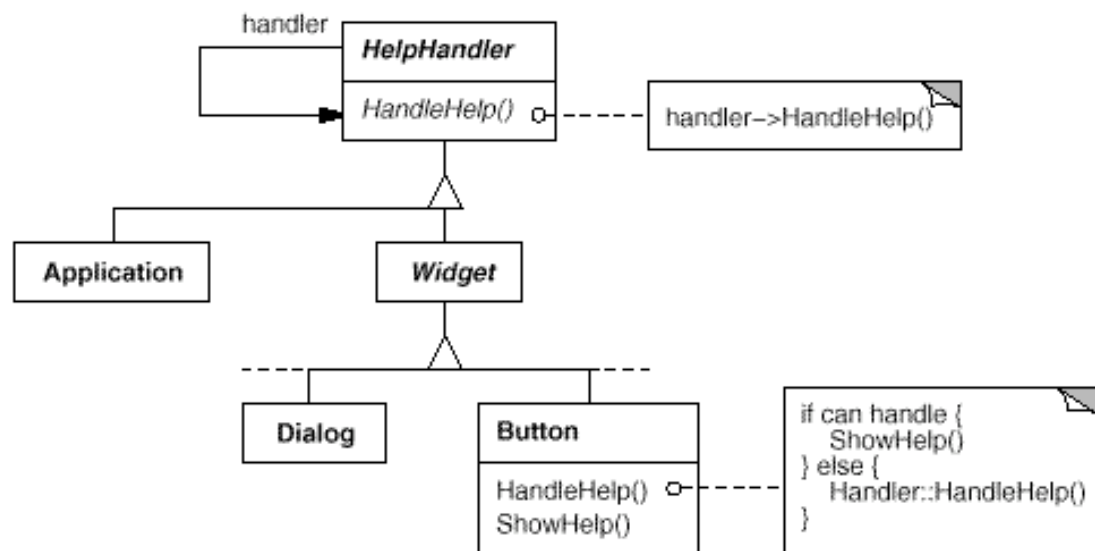 handler
HelpHandler
HandleHelp()
handler–>HandleHelp()
Application
Widget
Dialog
Button
HandleHelp()
ShowHelp()
if can handle {
ShowHelp()
} else {
Handler::HandleHelp()
}